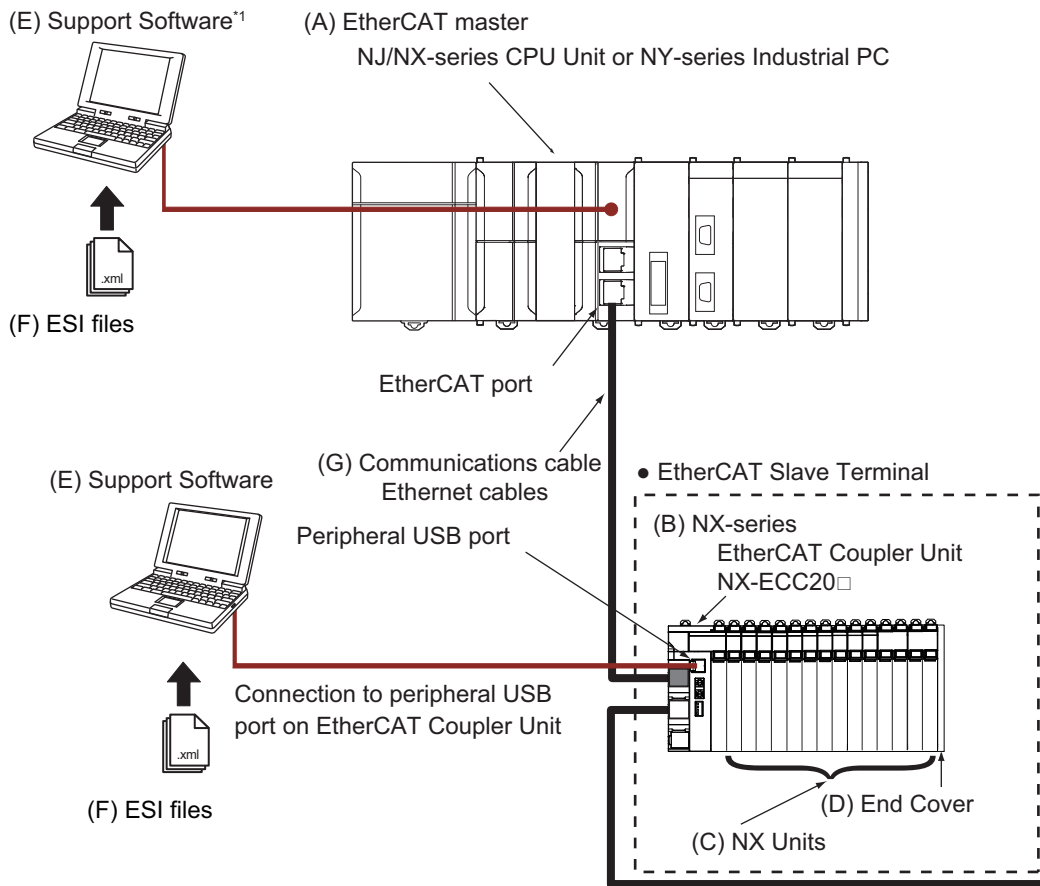 (E) Support Software*1
(A) EtherCAT master
NJ/NX-series CPU Unit or NY-series Industrial PC
.xml
(F) ESI files
EtherCAT port
(G) Communications cable
Ethernet cables
(E) Support Software
Peripheral USB port
● EtherCAT Slave Terminal
(B) NX-series
EtherCAT Coupler Unit
NX-ECC20□
Connection to peripheral USB
port on EtherCAT Coupler Unit
.xml
(F) ESI files
(D) End Cover
(C) NX Units